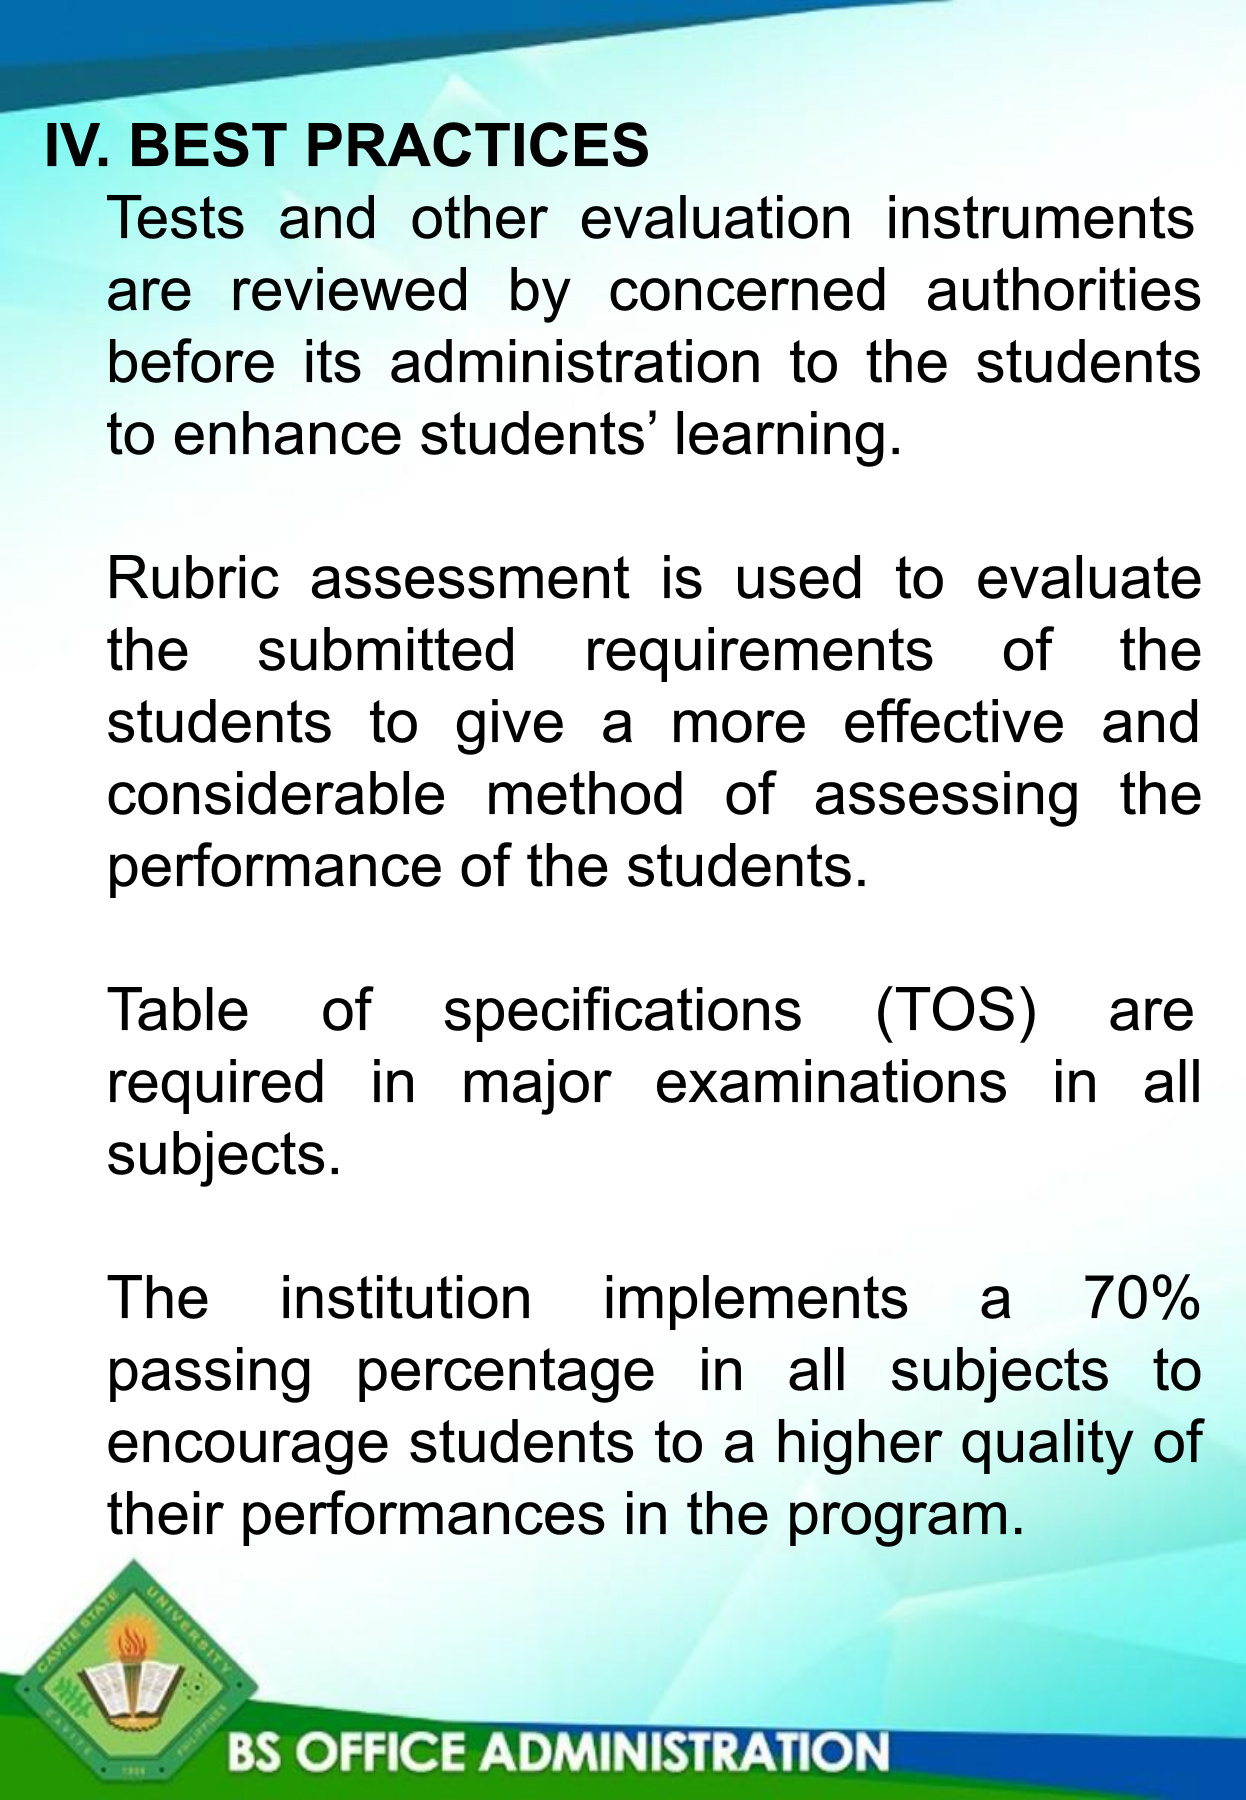 IV. BEST PRACTICES
Tests and other evaluation instruments
are reviewed by concerned authorities
before its administration to the students
to enhance students’ learning.
Rubric assessment is used to evaluate
the submitted requirements of the
students to give a more effective and
considerable method of assessing the
performance of the students.
Table of specifications (TOS) are
required in major examinations in all
subjects.
The institution implements a 70%
passing percentage in all subjects to
encourage students to a higher quality of
their performances in the program.
CAVITE STATE UNIVERSITY
CAVITE PHILIPPINES
1906
BS OFFICE ADMINISTRATION